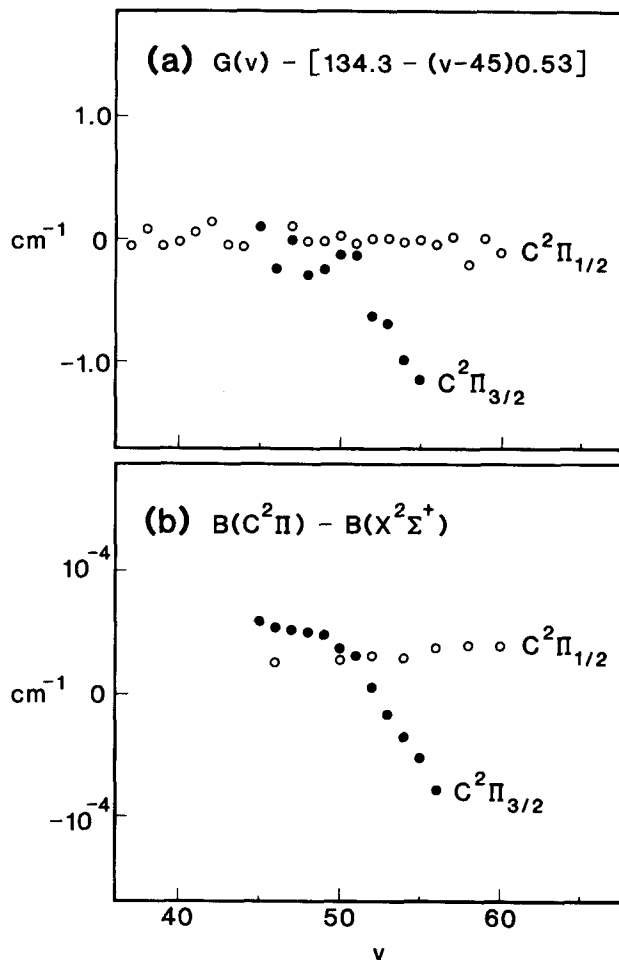 (a) G(v) - [134.3 - (v-45)0.53]
1.0
cm⁻¹ 0
C²Π₁/₂
-1.0
C²Π₃/₂
(b) B(C²Π) - B(X²Σ⁺)
10⁻⁴
C²Π₁/₂
cm⁻¹ 0
C²Π₃/₂
-10⁻⁴
40 50 60
v